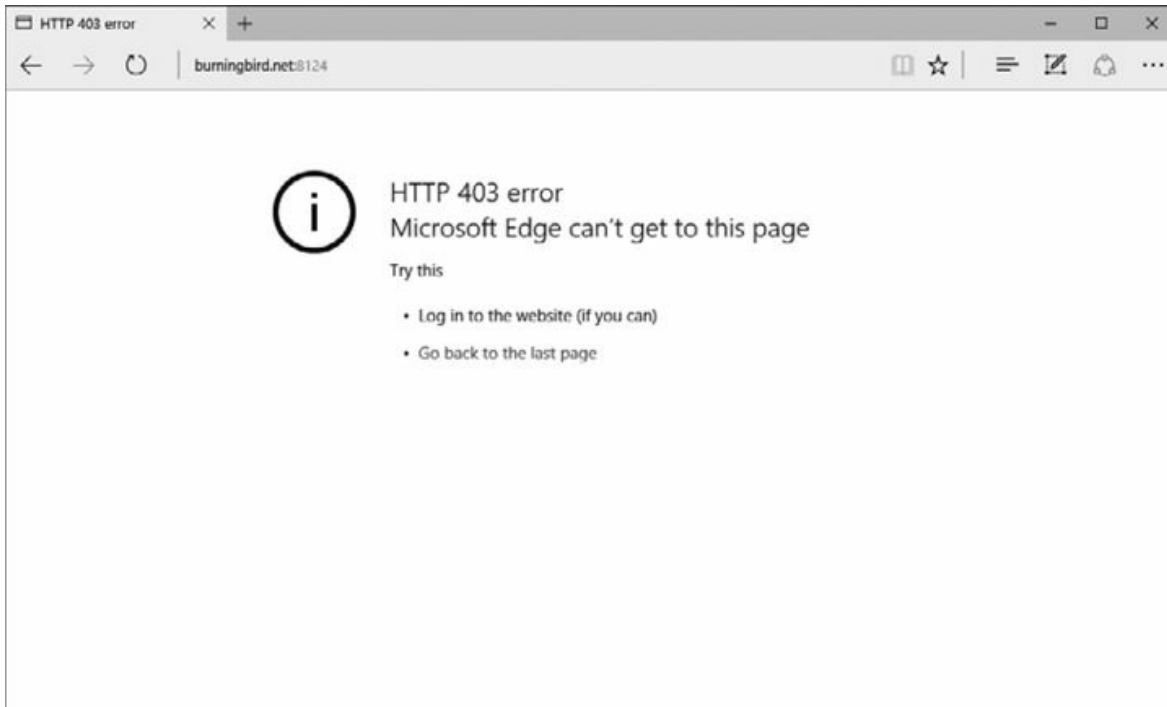 HTTP 403 error
burningbird.net:8124
HTTP 403 error
Microsoft Edge can't get to this page
Try this
• Log in to the website (if you can)
• Go back to the last page